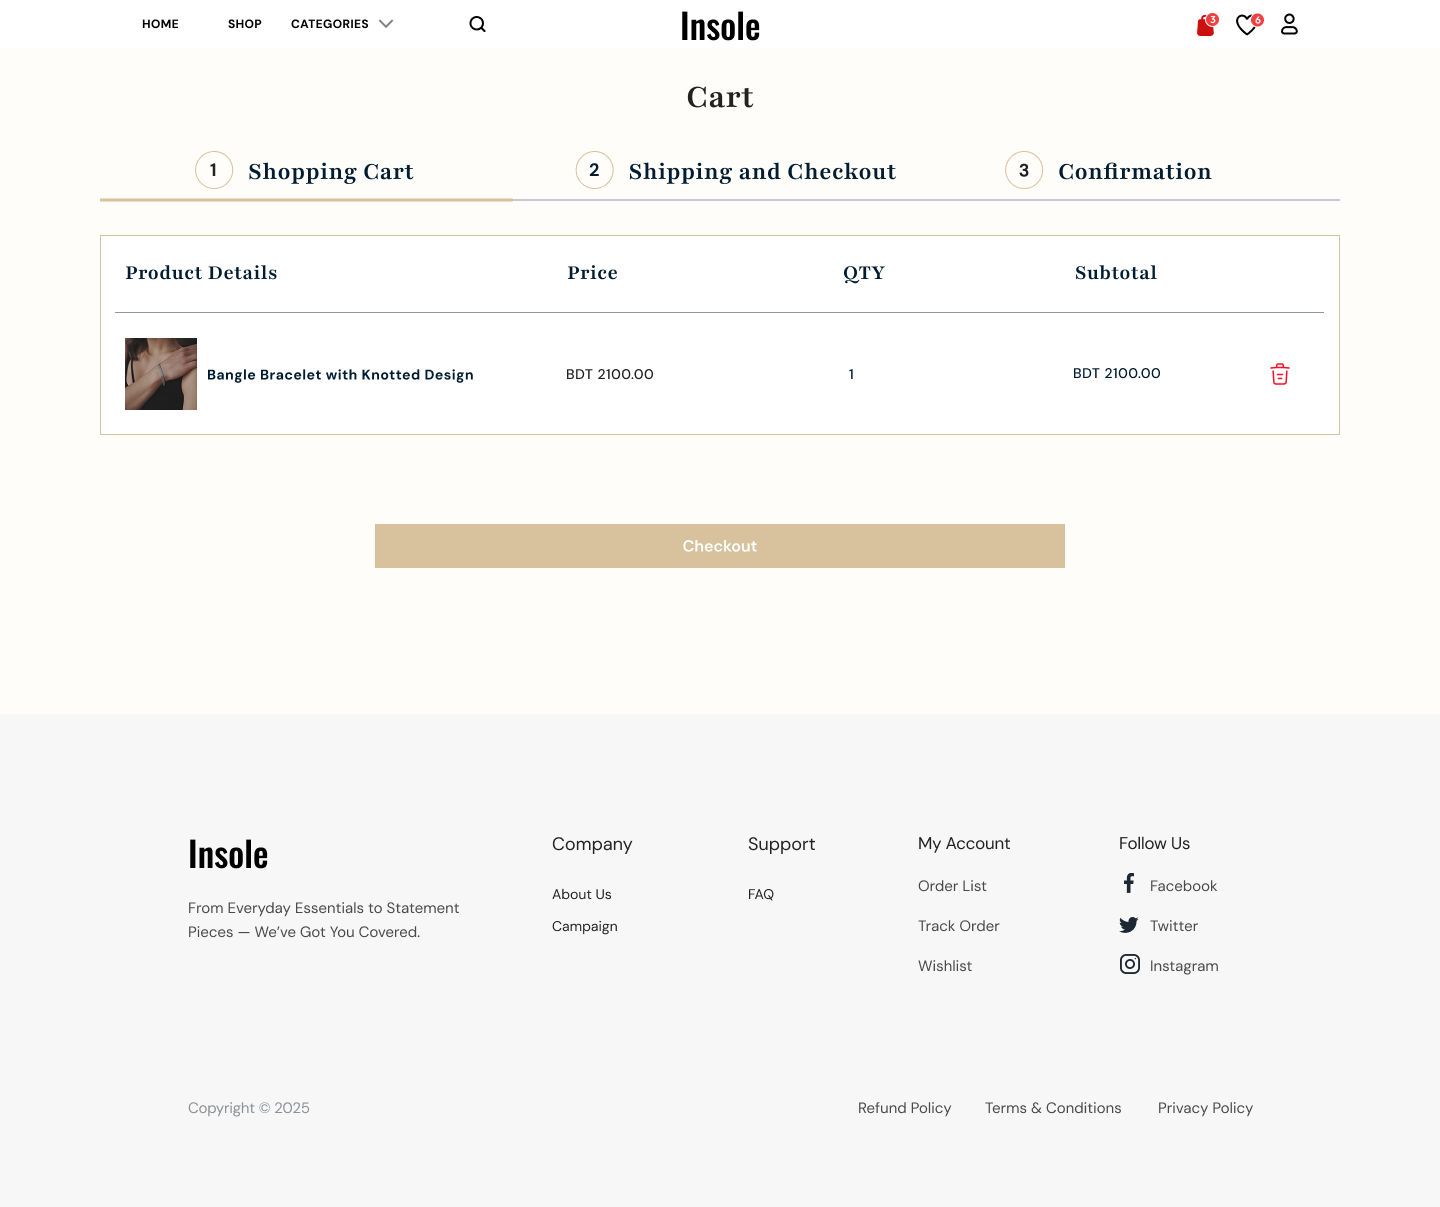 HOME SHOP CATEGORIES Insole 3 6
Cart
1 Shopping Cart 2 Shipping and Checkout 3 Confirmation
Product Details Price QTY Subtotal
Bangle Bracelet with Knotted Design BDT 2100.00 1 BDT 2100.00
Checkout
Insole
From Everyday Essentials to Statement
Pieces — We’ve Got You Covered.
Company
About Us
Campaign
Support
FAQ
My Account
Order List
Track Order
Wishlist
Follow Us
Facebook
Twitter
Instagram
Copyright © 2025 Refund Policy Terms & Conditions Privacy Policy